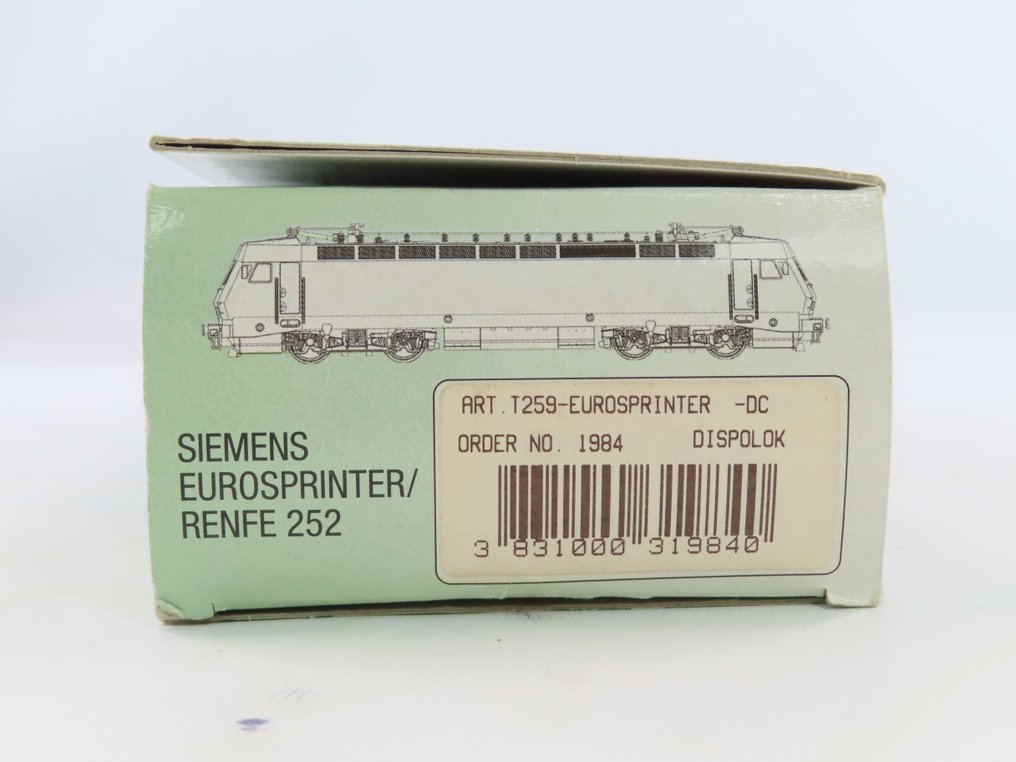 SIEMENS
EUROSPRINTER/
RENFE 252
ART.T259-EUROSPRINTER -DC
ORDER NO. 1984 DISPOLOK
3 831000 319840